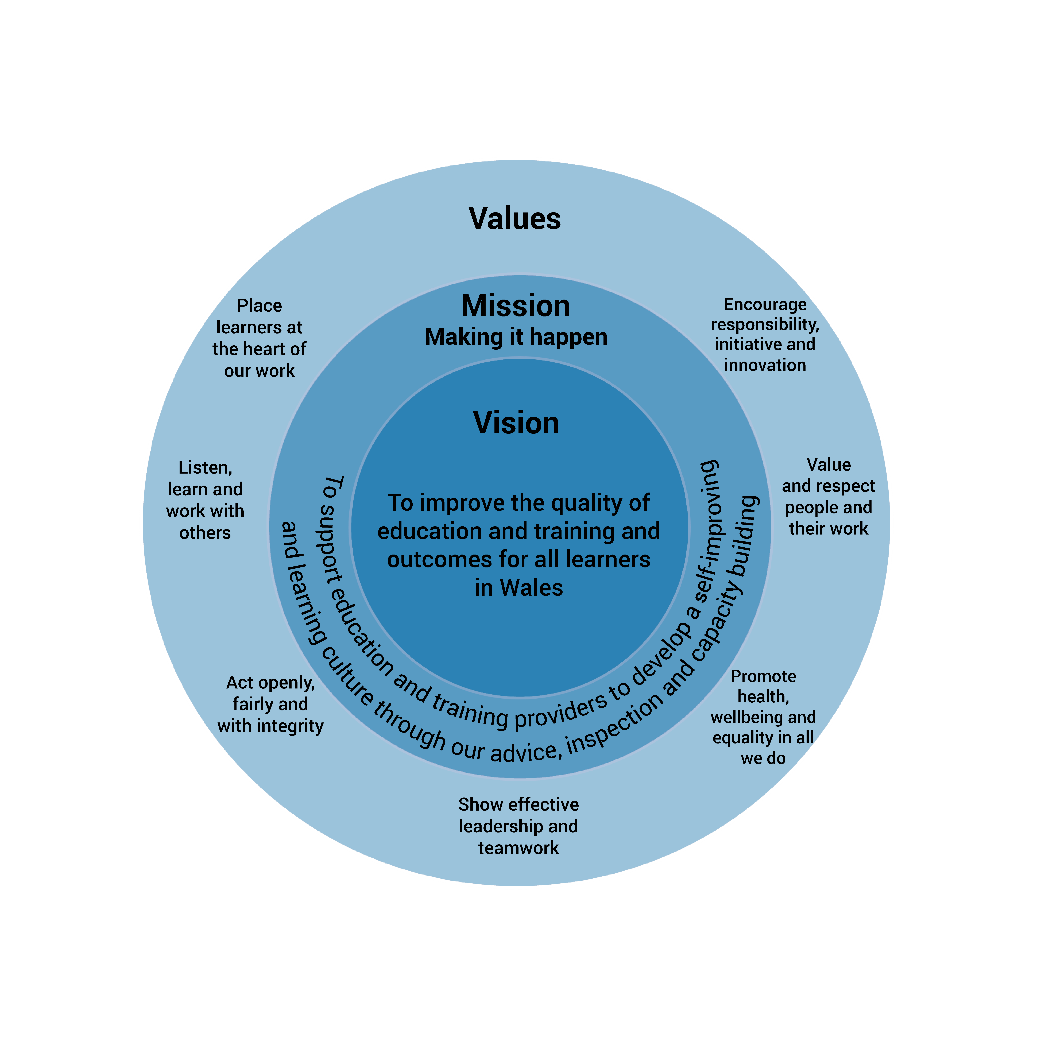 Values
Mission
Making it happen
Vision
To improve the quality of
education and training and
outcomes for all learners
in Wales
To support education and training providers to develop a self-improving
and learning culture through our advice, inspection and capacity building
Place
learners at
the heart of
our work
Listen,
learn and
work with
others
Act openly,
fairly and
with integrity
Show effective
leadership and
teamwork
Promote
health,
wellbeing and
equality in all
we do
Value
and respect
people and
their work
Encourage
responsibility,
initiative and
innovation